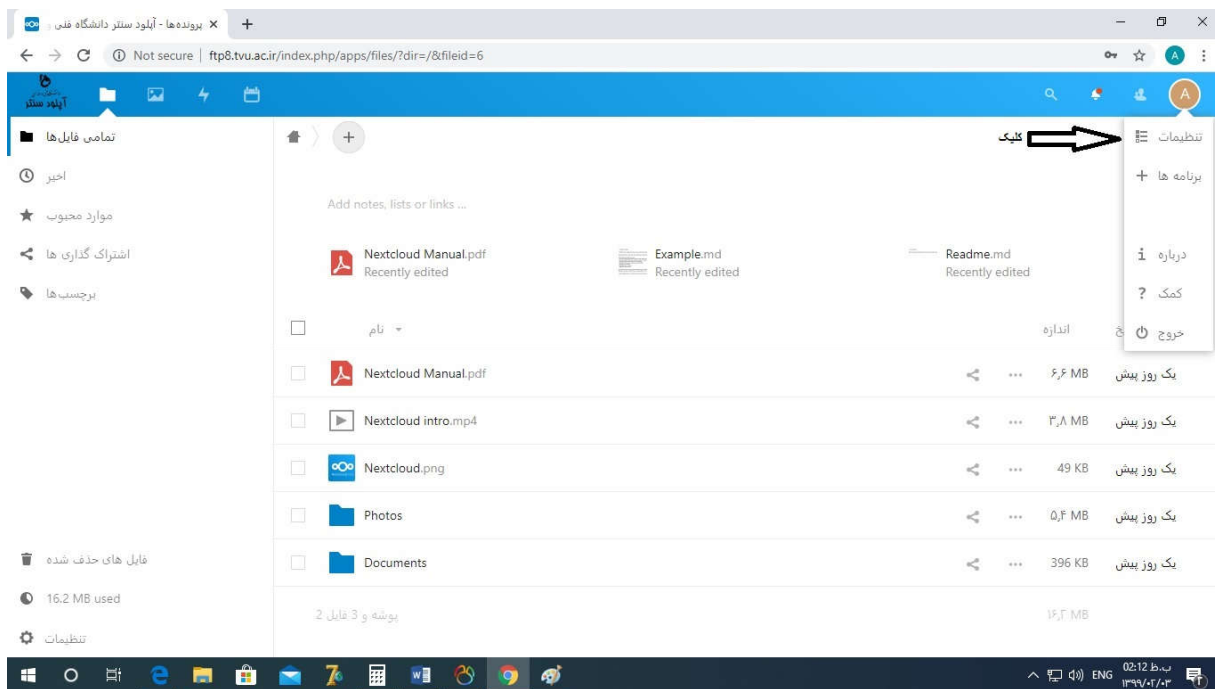 پرونده‌ها - آپلود سنتر دانشگاه فنی
Not secure | ftp8.tvu.ac.ir/index.php/apps/files/?dir=/&fileid=6
A
آپلود سنتر
A
تمامی فایل‌ها
کلیک
تنظیمات
اخیر
برنامه ها
Add notes, lists or links ...
موارد محبوب
اشتراک گذاری ها
Nextcloud Manual.pdf
Recently edited
Example.md
Recently edited
Readme.md
Recently edited
درباره
برچسب‌ها
کمک
نام
اندازه
خروج
Nextcloud Manual.pdf
۶٫۶ MB
یک روز پیش
Nextcloud intro.mp4
۳٫۸ MB
یک روز پیش
Nextcloud.png
49 KB
یک روز پیش
Photos
۵٫۴ MB
یک روز پیش
Documents
396 KB
یک روز پیش
فایل های حذف شده
16.2 MB used
2 پوشه و 3 فایل
۱۶٫۲ MB
تنظیمات
ENG
02:12 ب.ظ
۱۳۹۹/۰۲/۰۳